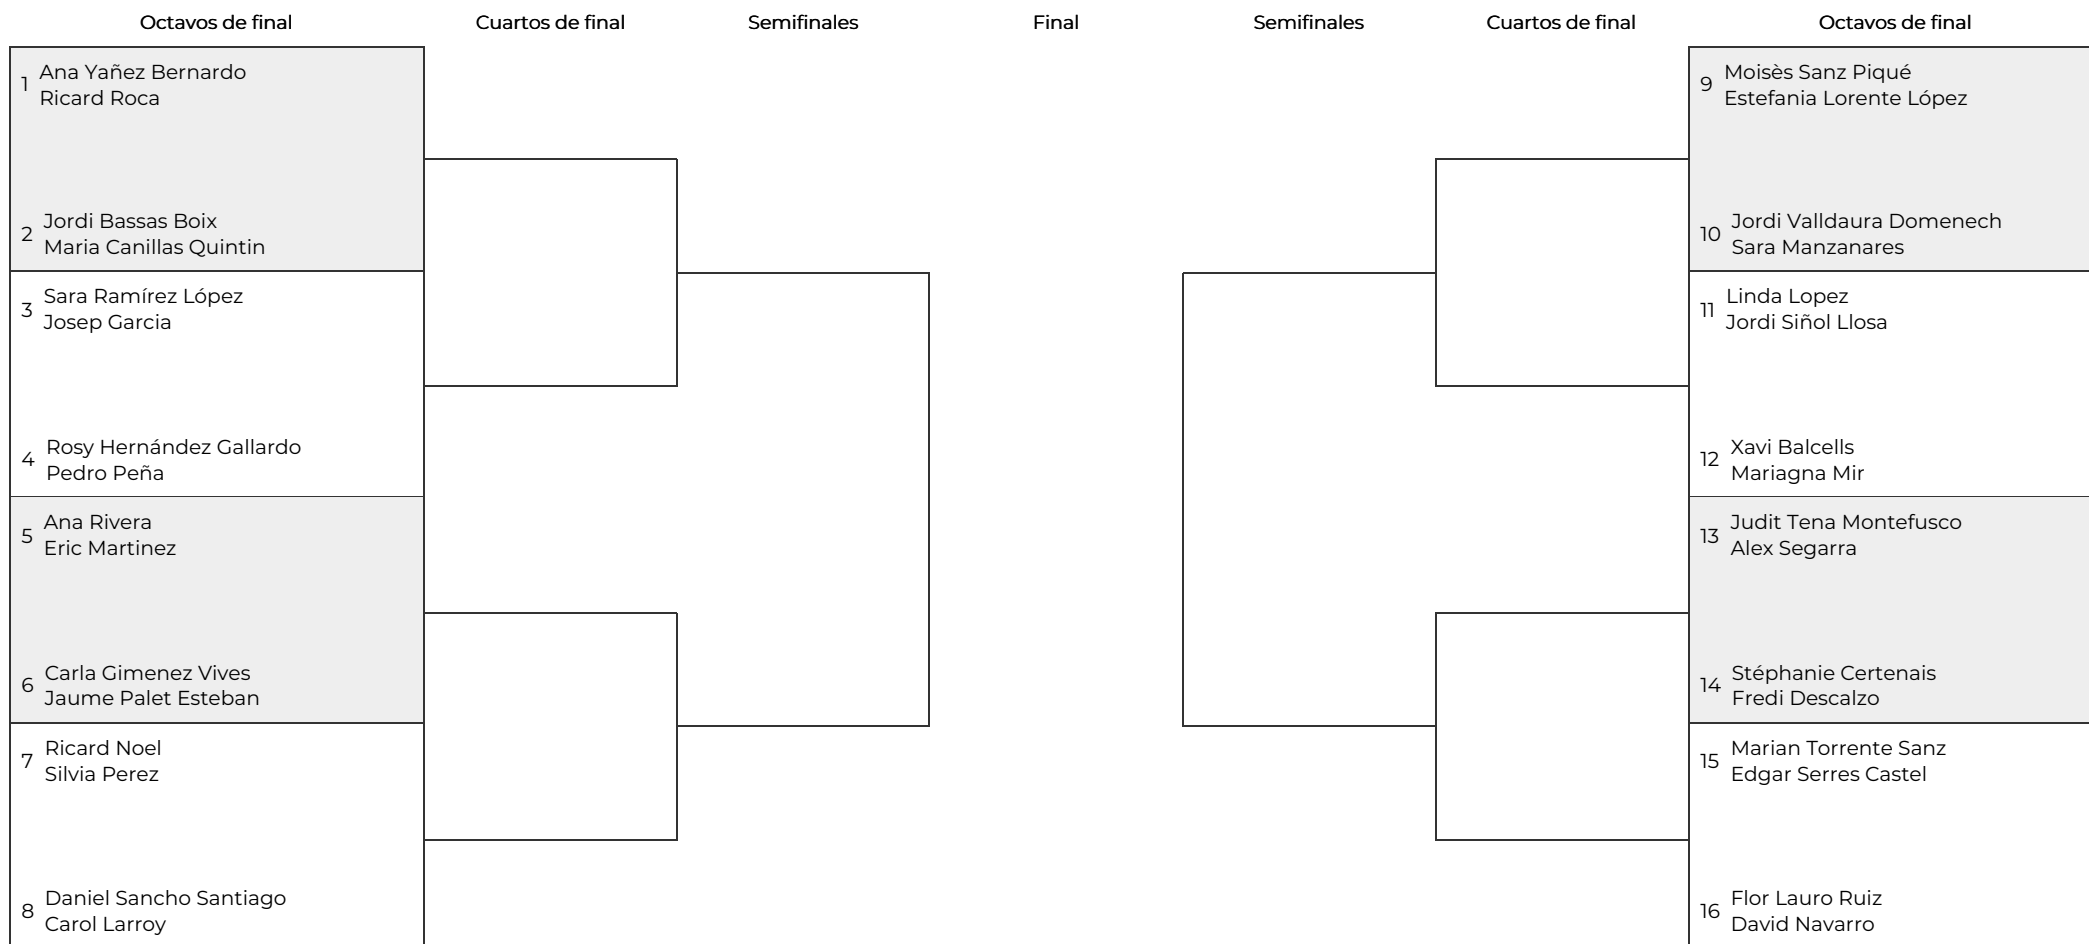 Octavos de final
Cuartos de final
Semifinales
Final
Semifinales
Cuartos de final
Octavos de final
1 Ana Yañez Bernardo
Ricard Roca
2 Jordi Bassas Boix
Maria Canillas Quintin
3 Sara Ramírez López
Josep Garcia
4 Rosy Hernández Gallardo
Pedro Peña
5 Ana Rivera
Eric Martinez
6 Carla Gimenez Vives
Jaume Palet Esteban
7 Ricard Noel
Silvia Perez
8 Daniel Sancho Santiago
Carol Larroy
9 Moisès Sanz Piqué
Estefania Lorente López
10 Jordi Valldaura Domenech
Sara Manzanares
11 Linda Lopez
Jordi Siñol Llosa
12 Xavi Balcells
Mariagna Mir
13 Judit Tena Montefusco
Alex Segarra
14 Stéphanie Certenais
Fredi Descalzo
15 Marian Torrente Sanz
Edgar Serres Castel
16 Flor Lauro Ruiz
David Navarro